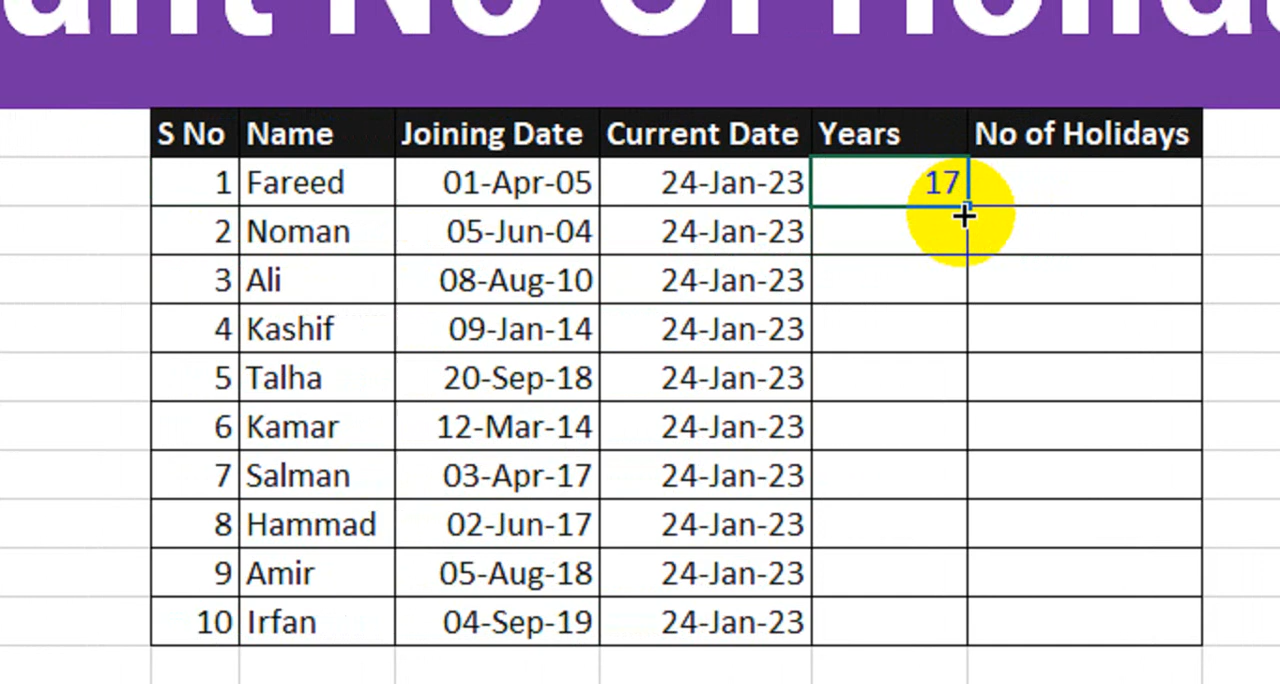 No Of
S No Name Joining Date Current Date Years No of Holidays
1 Fareed 01-Apr-05 24-Jan-23 17
2 Noman 05-Jun-04 24-Jan-23
3 Ali 08-Aug-10 24-Jan-23
4 Kashif 09-Jan-14 24-Jan-23
5 Talha 20-Sep-18 24-Jan-23
6 Kamar 12-Mar-14 24-Jan-23
7 Salman 03-Apr-17 24-Jan-23
8 Hammad 02-Jun-17 24-Jan-23
9 Amir 05-Aug-18 24-Jan-23
10 Irfan 04-Sep-19 24-Jan-23